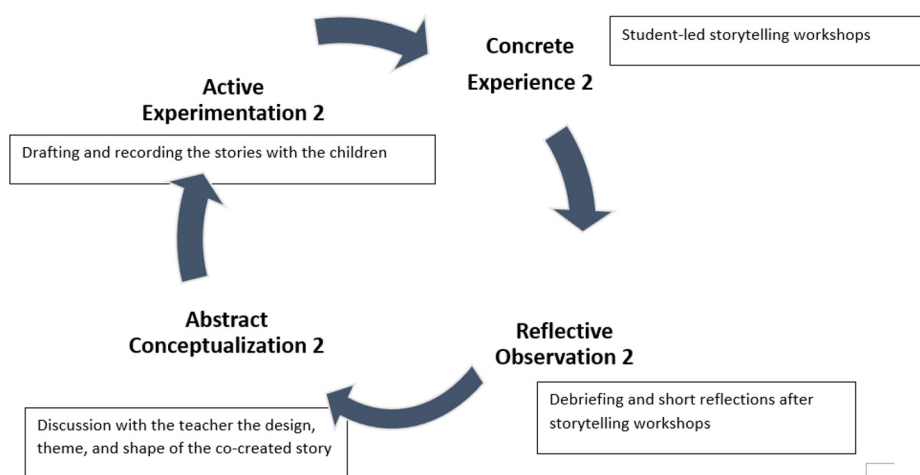 Concrete
Experience 2
Student-led storytelling workshops
Active
Experimentation 2
Drafting and recording the stories with the children
Abstract
Conceptualization 2
Discussion with the teacher the design,
theme, and shape of the co-created story
Reflective
Observation 2
Debriefing and short reflections after
storytelling workshops